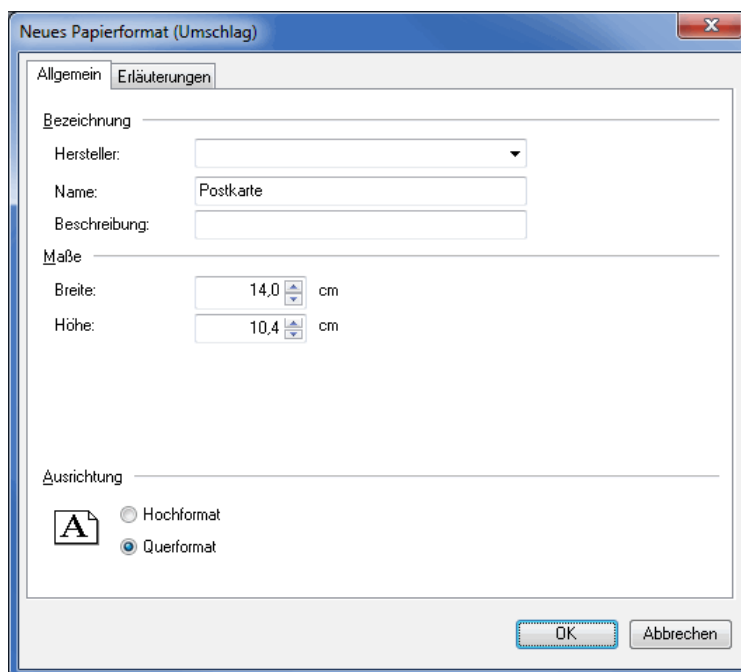 Neues Papierformat (Umschlag)
Allgemein Erläuterungen
Bezeichnung
Hersteller:
Name: Postkarte
Beschreibung:
Maße
Breite: 14,0 cm
Höhe: 10,4 cm
Ausrichtung
A Hochformat
Querformat
OK Abbrechen